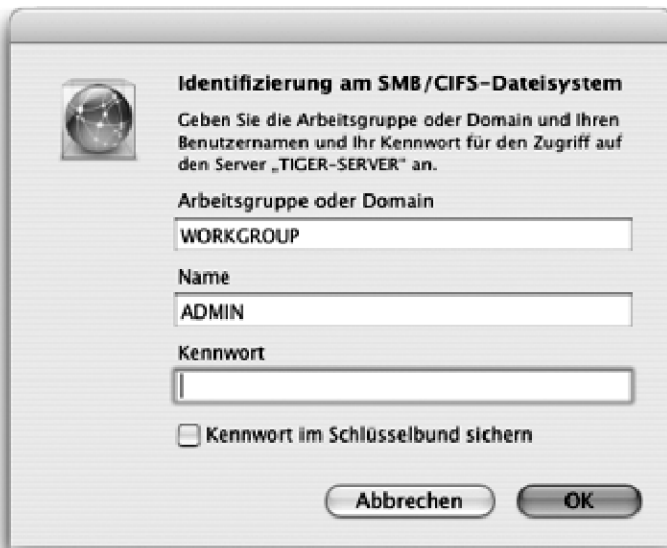 Identifizierung am SMB/CIFS-Dateisystem
Geben Sie die Arbeitsgruppe oder Domain und Ihren
Benutzernamen und Ihr Kennwort für den Zugriff auf
den Server „TIGER-SERVER“ an.
Arbeitsgruppe oder Domain
WORKGROUP
Name
ADMIN
Kennwort
Kennwort im Schlüsselbund sichern
Abbrechen
OK